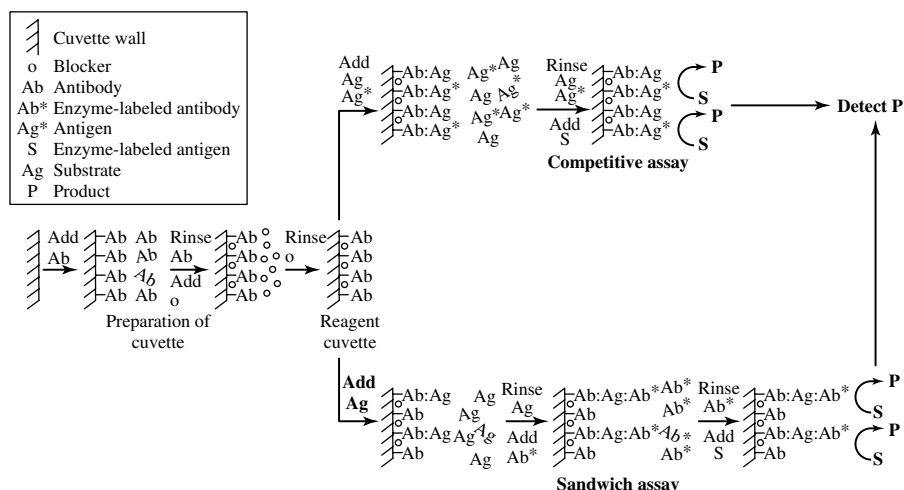 Cuvette wall
o Blocker
Ab Antibody
Ab* Enzyme-labeled antibody
Ag* Antigen
S Enzyme-labeled antigen
Ag Substrate
P Product
Add
Ab
Ab
Ab
Ab
Ab
Ab
Ab
Ab
Ab
Preparation of
cuvette
Rinse
Ab
Add
o
Ab
Ab
Ab
Ab
Rinse
o
Ab
Ab
Ab
Ab
Reagent
cuvette
Add
Ag
Ag*
Ab:Ag
Ab:Ag*
Ab:Ag
Ab:Ag*
Ag* Ag
Ag Ag*
Ag* Ag*
Ag
Rinse
Ag
Ag*
Add
S
Ab:Ag
Ab:Ag*
Ab:Ag
Ab:Ag*
P
S
P
S
Competitive assay
Detect P
Add
Ag
Ab:Ag
Ab
Ab:Ag
Ab
Ag
Ag
Ag Ag
Ag
Rinse
Ag
Add
Ab*
Ab:Ag:Ab*
Ab
Ab:Ag:Ab*
Ab
Ab*
Ab*
Ab*
Ab*
Rinse
Ab*
Add
S
Ab:Ag:Ab*
Ab
Ab:Ag:Ab*
Ab
P
S
P
S
Sandwich assay